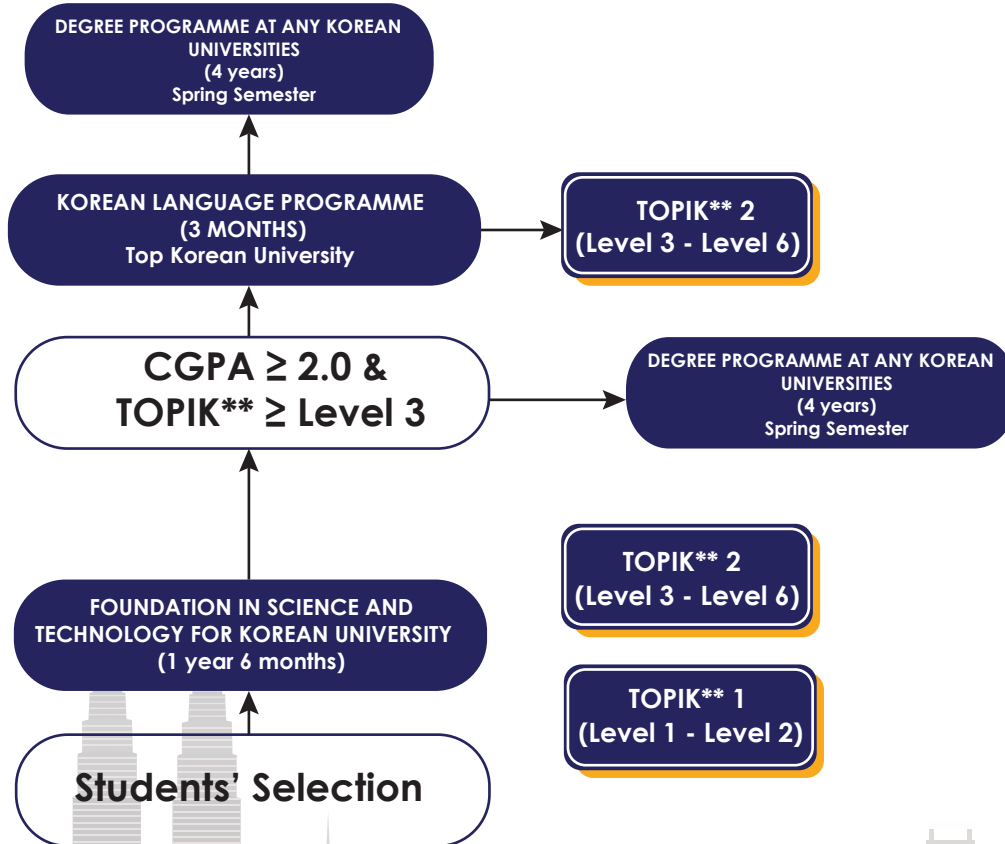 DEGREE PROGRAMME AT ANY KOREAN
UNIVERSITIES
(4 years)
Spring Semester
KOREAN LANGUAGE PROGRAMME
(3 MONTHS)
Top Korean University
TOPIK** 2
(Level 3 - Level 6)
CGPA ≥ 2.0 &
TOPIK** ≥ Level 3
DEGREE PROGRAMME AT ANY KOREAN
UNIVERSITIES
(4 years)
Spring Semester
TOPIK** 2
(Level 3 - Level 6)
FOUNDATION IN SCIENCE AND
TECHNOLOGY FOR KOREAN UNIVERSITY
(1 year 6 months)
TOPIK** 1
(Level 1 - Level 2)
Students’ Selection